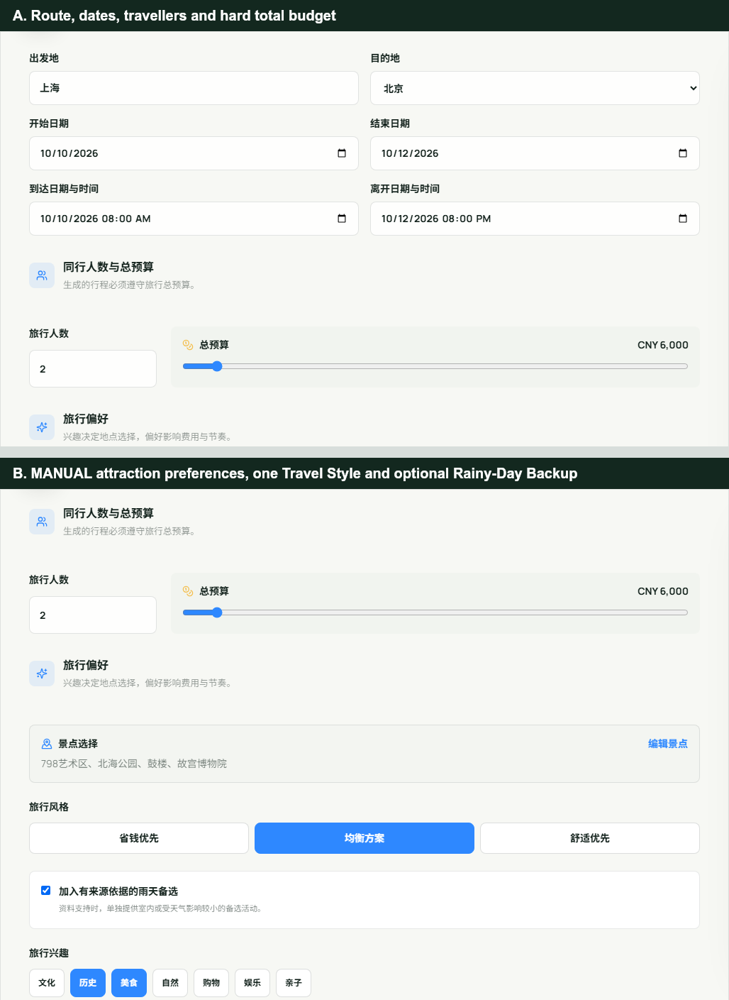 A. Route, dates, travellers and hard total budget
出发地
目的地
上海
北京
开始日期
结束日期
10/10/2026
10/12/2026
到达日期与时间
离开日期与时间
10/10/2026 08:00 AM
10/12/2026 08:00 PM
同行人数与总预算
生成的行程必须遵守旅行总预算。
旅行人数
总预算
CNY 6,000
2
旅行偏好
兴趣决定地点选择，偏好影响费用与节奏。
B. MANUAL attraction preferences, one Travel Style and optional Rainy-Day Backup
同行人数与总预算
生成的行程必须遵守旅行总预算。
旅行人数
总预算
CNY 6,000
2
旅行偏好
兴趣决定地点选择，偏好影响费用与节奏。
景点选择
编辑景点
798艺术区、北海公园、鼓楼、故宫博物院
旅行风格
省钱优先
均衡方案
舒适优先
加入有来源依据的雨天备选
资料支持时，单独提供室内或受天气影响较小的备选活动。
旅行兴趣
文化
历史
美食
自然
购物
娱乐
亲子